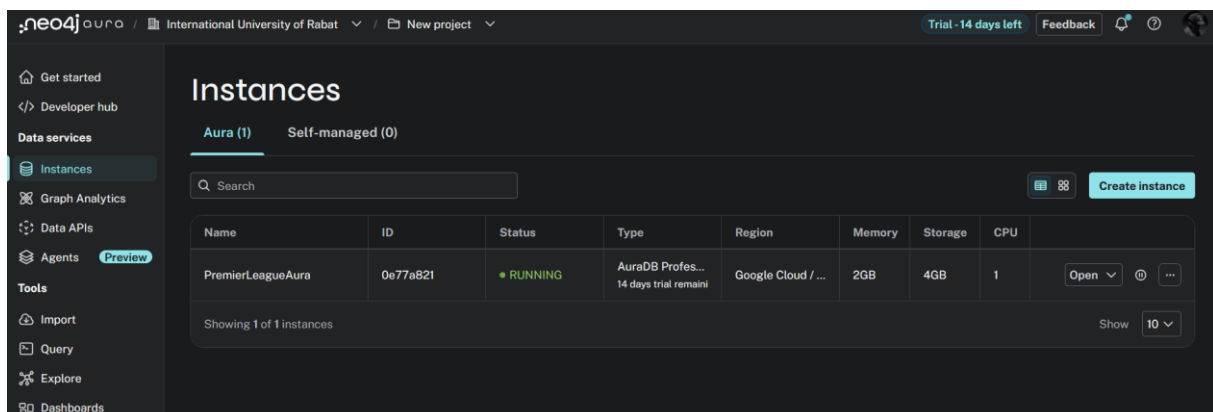 neo4j aura / International University of Rabat / New project
Trial - 14 days left Feedback
Get started
Developer hub
Data services
Instances
Graph Analytics
Data APIs
Agents Preview
Tools
Import
Query
Explore
Dashboards
Instances
Aura (1) Self-managed (0)
Search
Create instance
Name ID Status Type Region Memory Storage CPU
PremierLeagueAura 0e77a821 RUNNING AuraDB Profes... Google Cloud / ... 2GB 4GB 1 Open ...
14 days trial remaini
Showing 1 of 1 instances Show 10